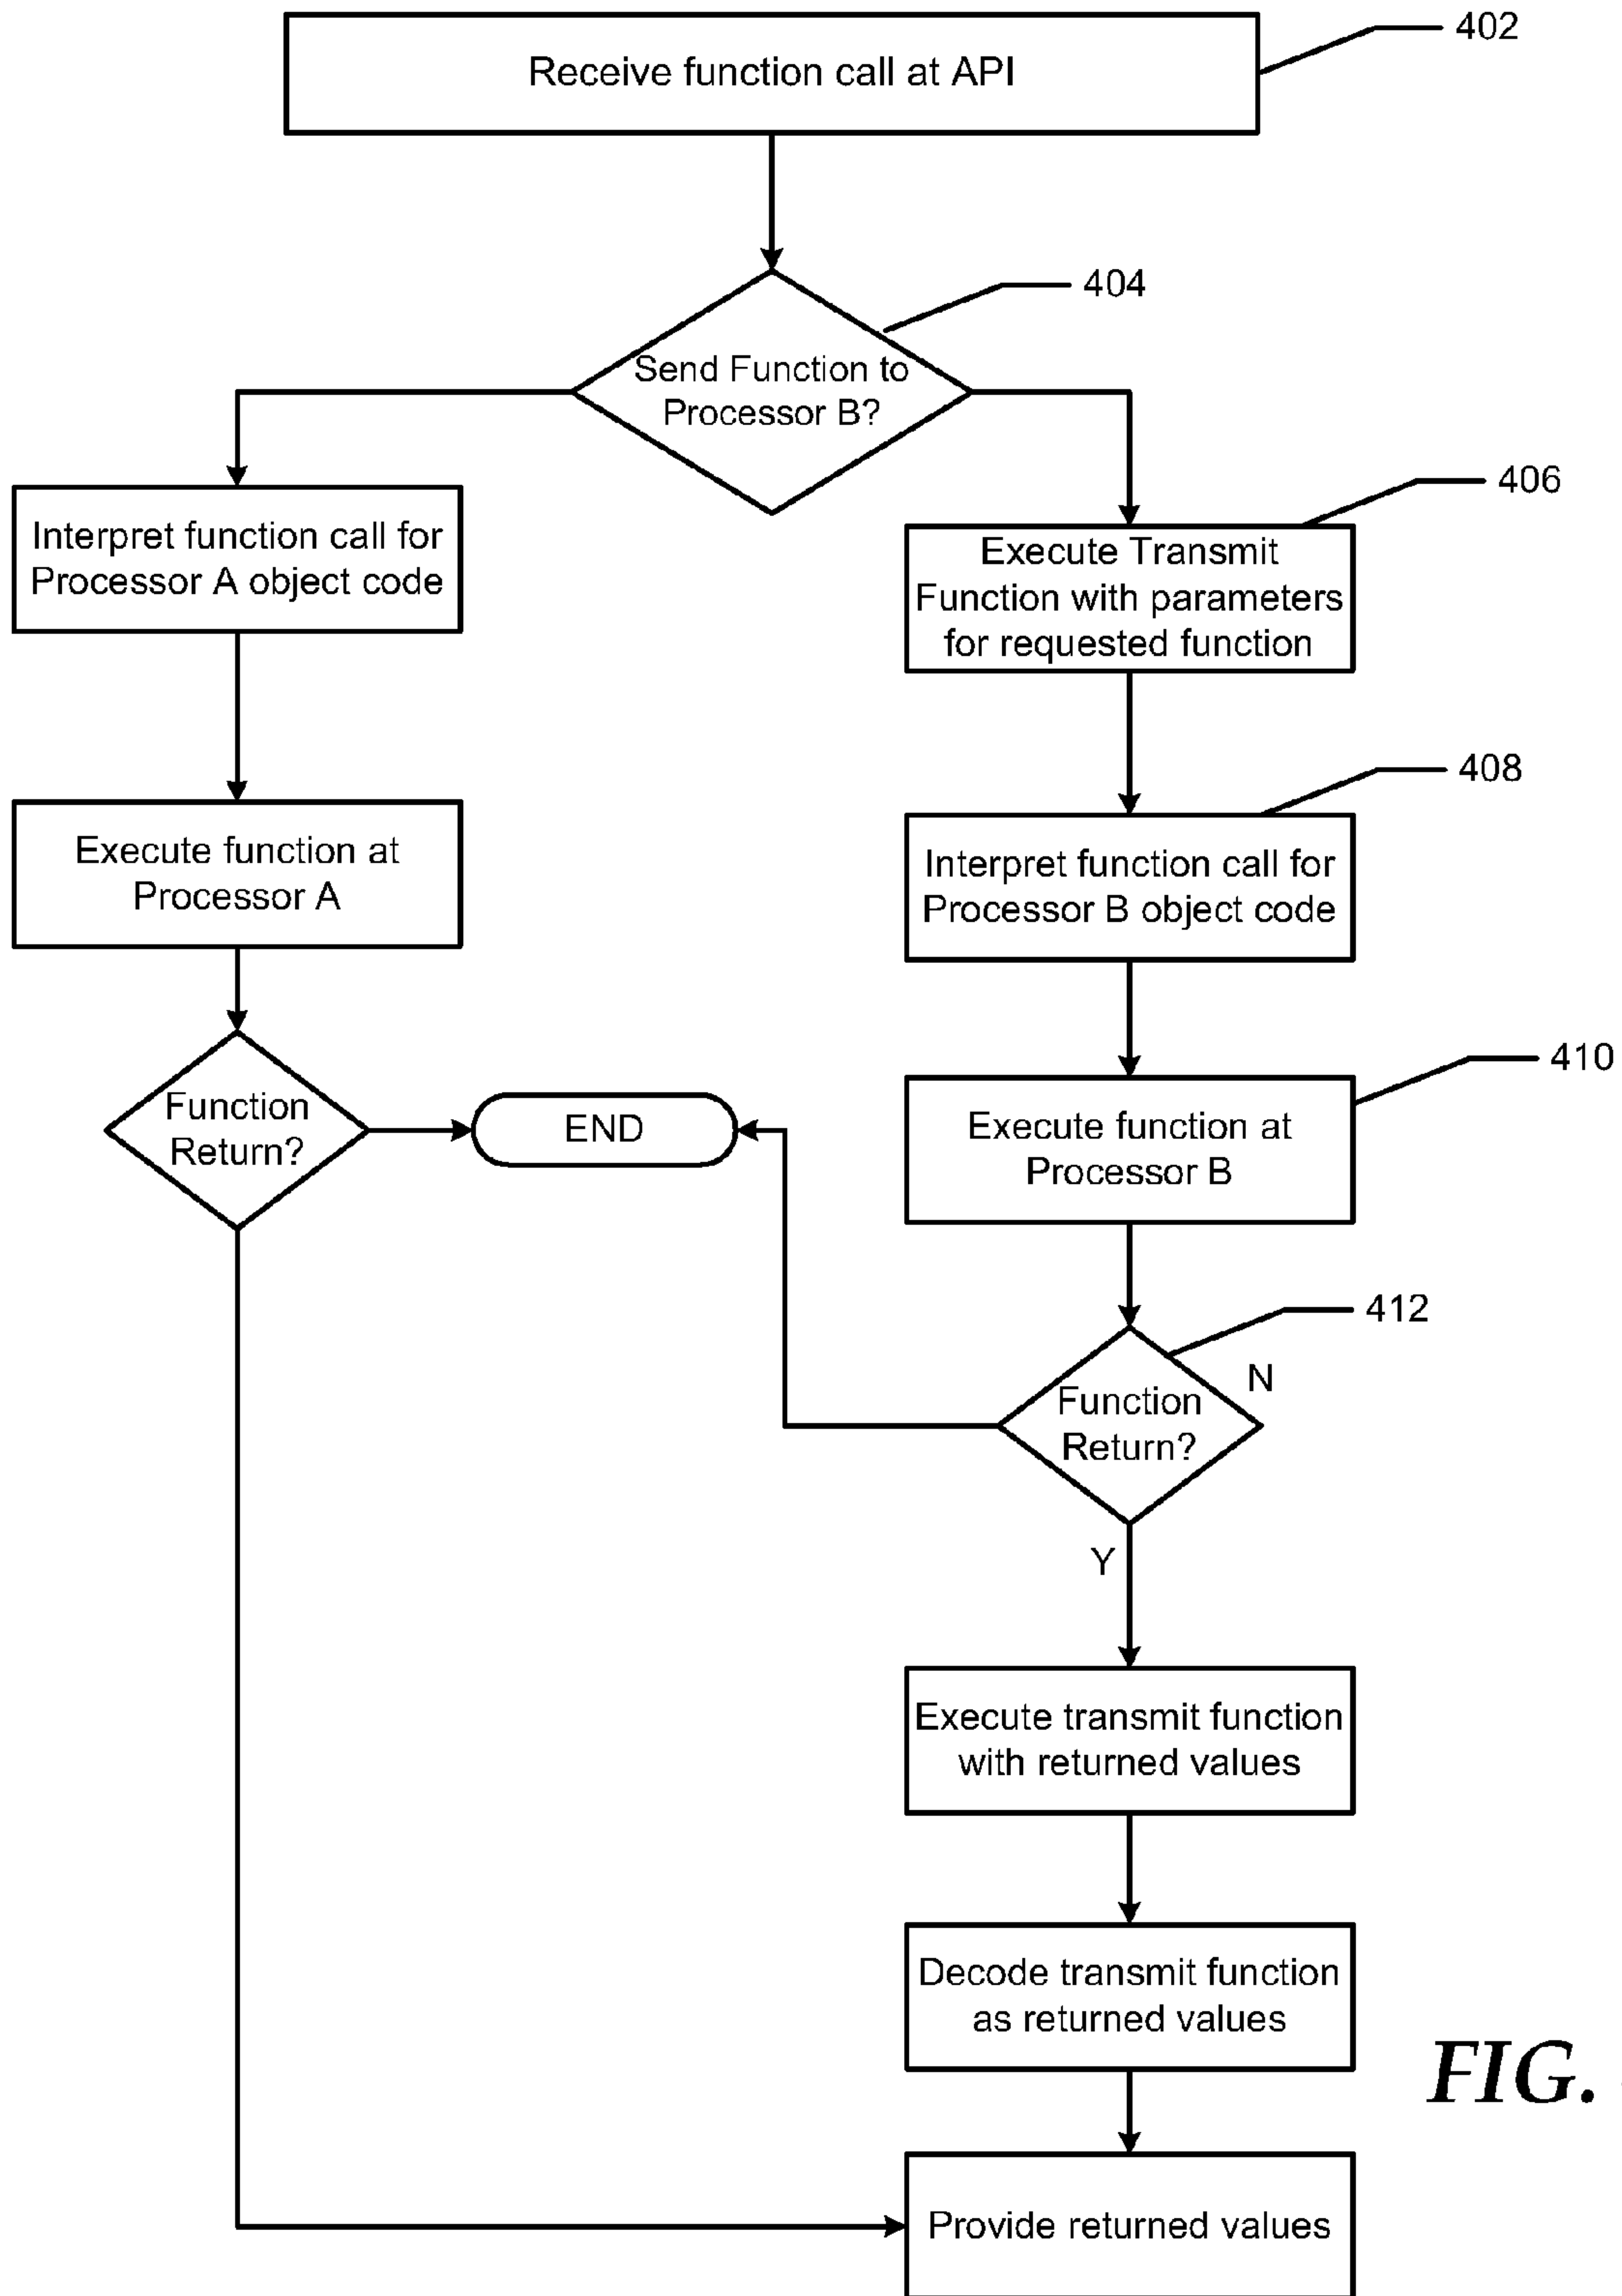 Receive function call at API
402
404
Send Function to
Processor B?
406
Interpret function call for
Processor A object code
Execute Transmit
Function with parameters
for requested function
408
Execute function at
Processor A
Interpret function call for
Processor B object code
410
Function
Return?
END
Execute function at
Processor B
412
N
Function
Return?
Y
Execute transmit function
with returned values
Decode transmit function
as returned values
FIG.
Provide returned values